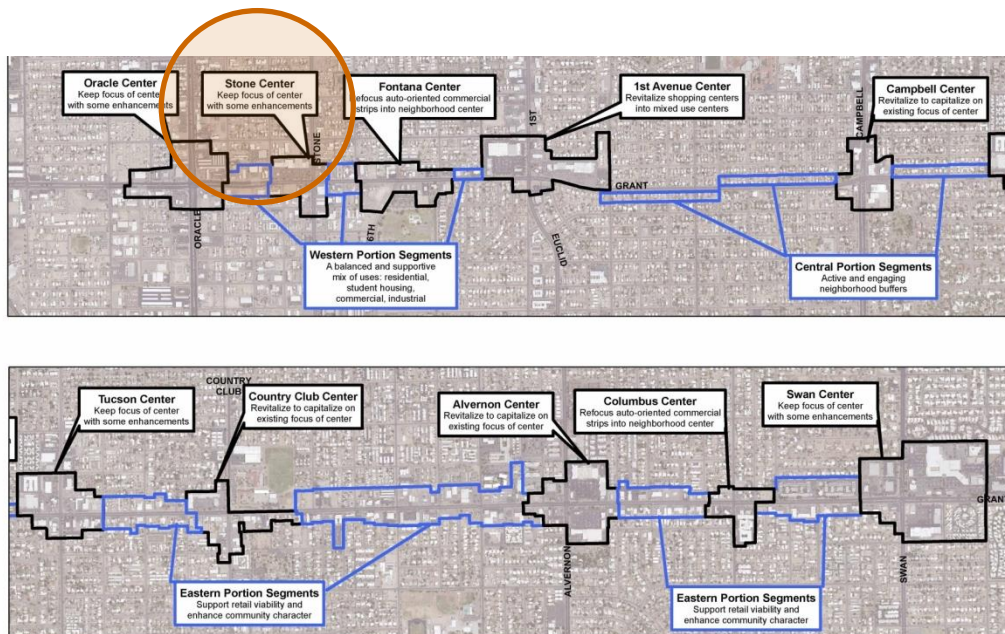 Oracle Center
Keep focus of center
with some enhancements
Stone Center
Keep focus of center
with some enhancements
Fontana Center
Refocus auto-oriented commercial
strips into neighborhood center
1st Avenue Center
Revitalize shopping centers
into mixed use centers
Campbell Center
Revitalize to capitalize on
existing focus of center
STONE
1ST
CAMPBELL
GRANT
ORACLE
6TH
EUCLID
Western Portion Segments
A balanced and supportive
mix of uses: residential,
student housing,
commercial, industrial
Central Portion Segments
Active and engaging
neighborhood buffers
COUNTRY
CLUB
Tucson Center
Keep focus of center
with some enhancements
Country Club Center
Revitalize to capitalize on
existing focus of center
Alvernon Center
Revitalize to capitalize on
existing focus of center
Columbus Center
Refocus auto-oriented commercial
strips into neighborhood center
Swan Center
Keep focus of center
with some enhancements
GRANT
ALVERNON
SWAN
Eastern Portion Segments
Support retail viability and
enhance community character
Eastern Portion Segments
Support retail viability and
enhance community character